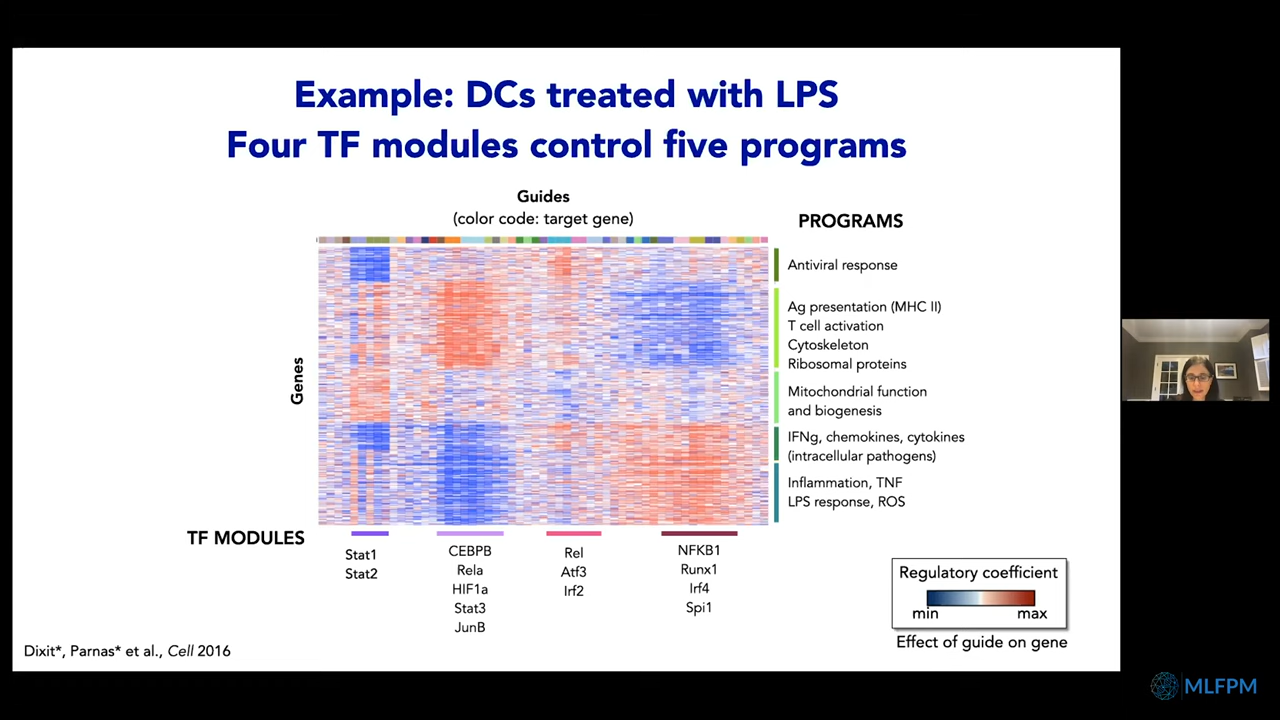 Example: DCs treated with LPS
Four TF modules control five programs
Guides
(color code: target gene)
PROGRAMS
Genes
Antiviral response
Ag presentation (MHC II)
T cell activation
Cytoskeleton
Ribosomal proteins
Mitochondrial function
and biogenesis
IFNg, chemokines, cytokines
(intracellular pathogens)
Inflammation, TNF
LPS response, ROS
TF MODULES
Stat1
Stat2
CEBPB
Rela
HIF1a
Stat3
JunB
Rel
Atf3
Irf2
NFKB1
Runx1
Irf4
Spi1
Regulatory coefficient
min max
Effect of guide on gene
Dixit*, Parnas* et al., Cell 2016
MLFPM